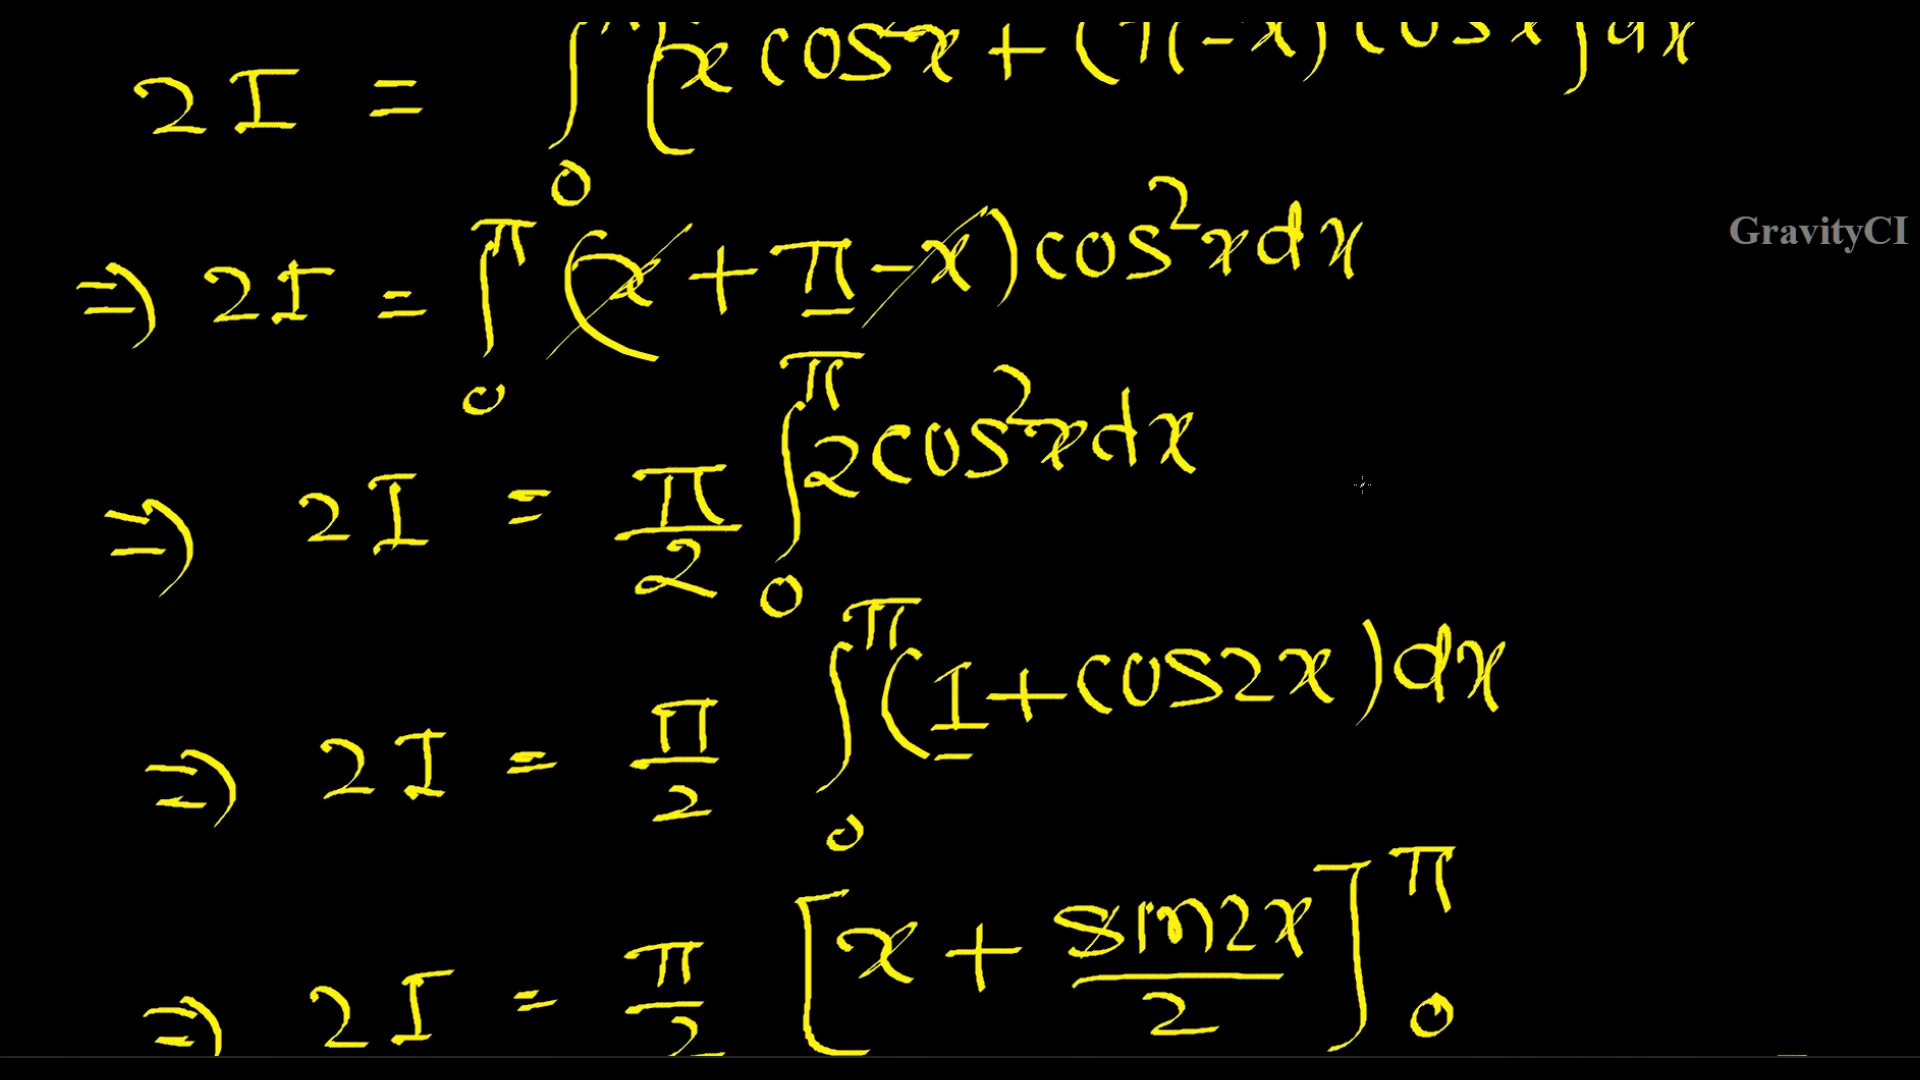 2I = ∫₀^π [x cos²x + (π-x) cos²x] dx
GravityCI
⇒) 2I = ∫₀^π (x + π - x) cos²x dx
⇒) 2I = π/2 ∫₀^π 2cos²x dx
⇒) 2I = π/2 ∫₀^π (1 + cos2x) dx
⇒) 2I = π/2 [x + sin2x/2]₀^π